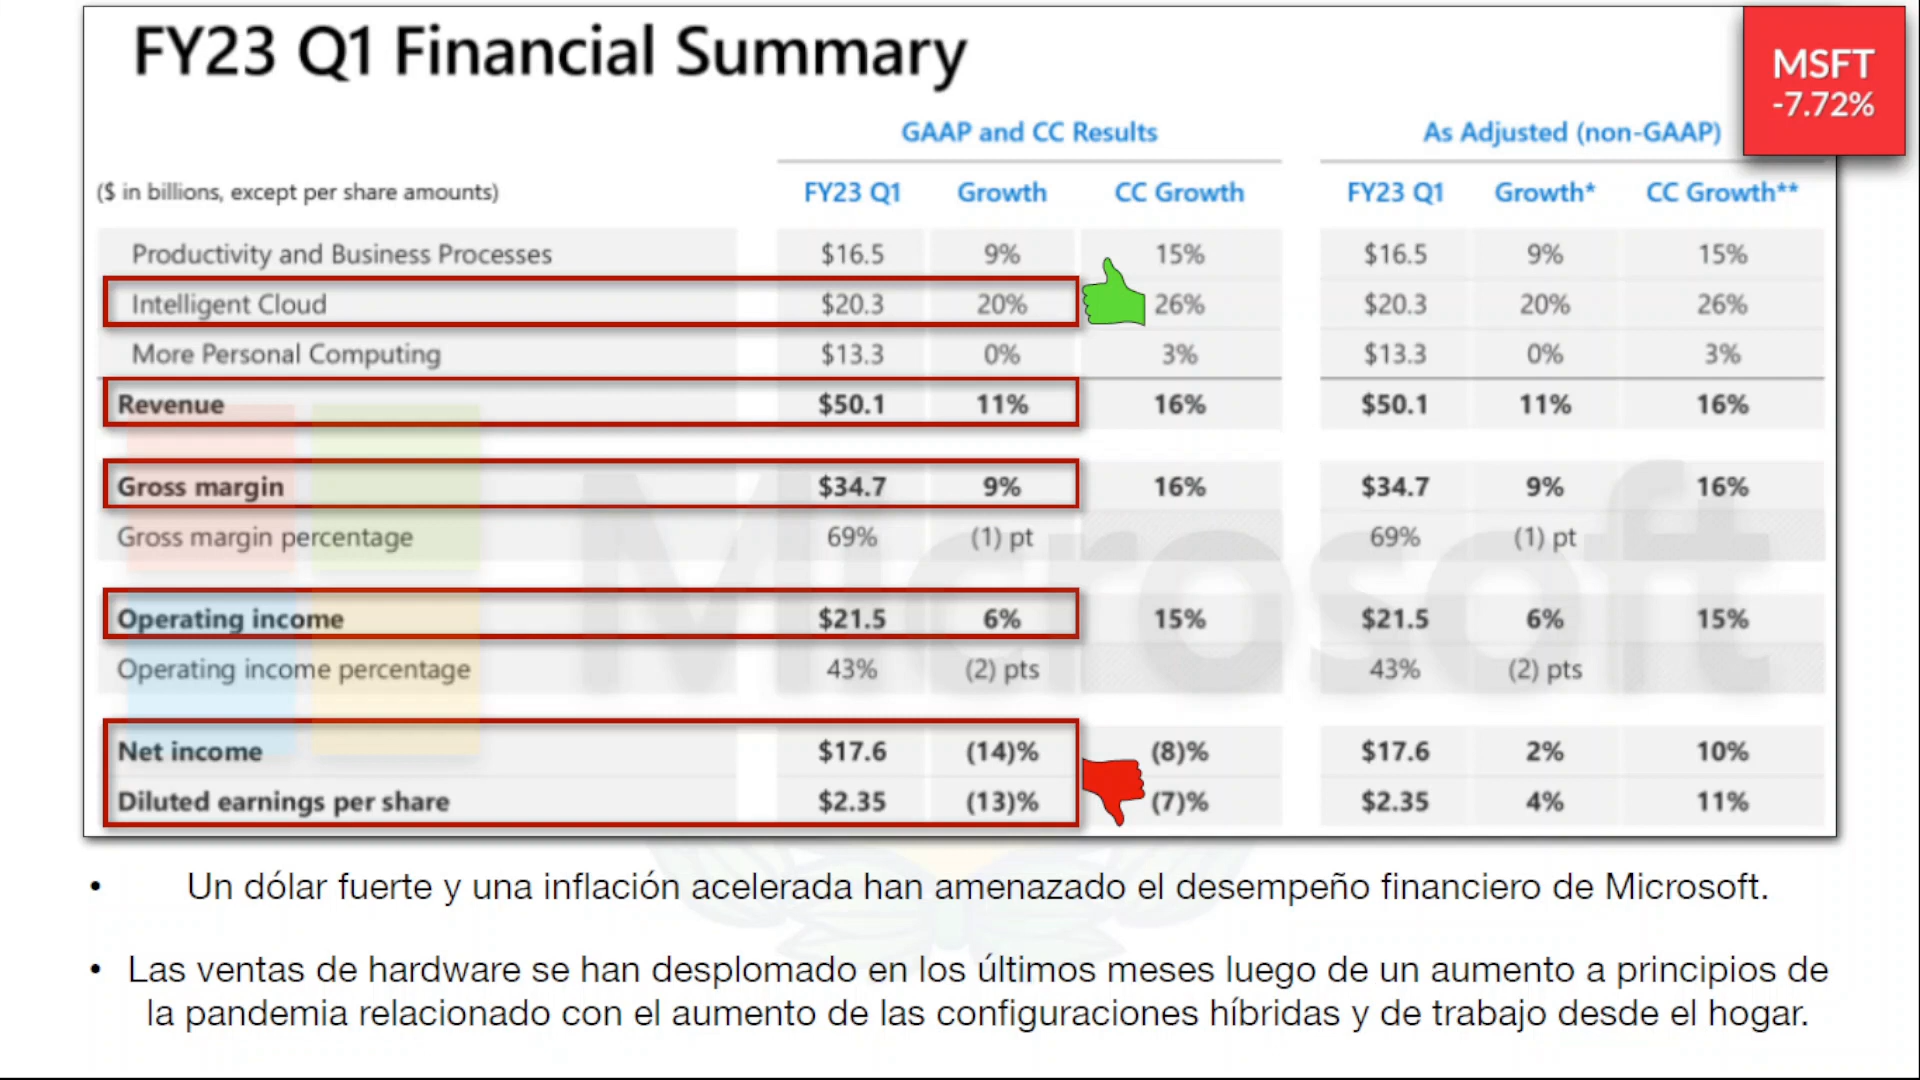 FY23 Q1 Financial Summary
MSFT
-7.72%
GAAP and CC Results As Adjusted (non-GAAP)
($ in billions, except per share amounts) FY23 Q1 Growth CC Growth FY23 Q1 Growth* CC Growth**
Productivity and Business Processes $16.5 9% 15% $16.5 9% 15%
Intelligent Cloud $20.3 20% 26% $20.3 20% 26%
More Personal Computing $13.3 0% 3% $13.3 0% 3%
Revenue $50.1 11% 16% $50.1 11% 16%
Gross margin $34.7 9% 16% $34.7 9% 16%
Gross margin percentage 69% (1) pt 69% (1) pt
Operating income $21.5 6% 15% $21.5 6% 15%
Operating income percentage 43% (2) pts 43% (2) pts
Net income $17.6 (14)% (8)% $17.6 2% 10%
Diluted earnings per share $2.35 (13)% (7)% $2.35 4% 11%
Microsoft
• Un dólar fuerte y una inflación acelerada han amenazado el desempeño financiero de Microsoft.
• Las ventas de hardware se han desplomado en los últimos meses luego de un aumento a principios de
la pandemia relacionado con el aumento de las configuraciones híbridas y de trabajo desde el hogar.